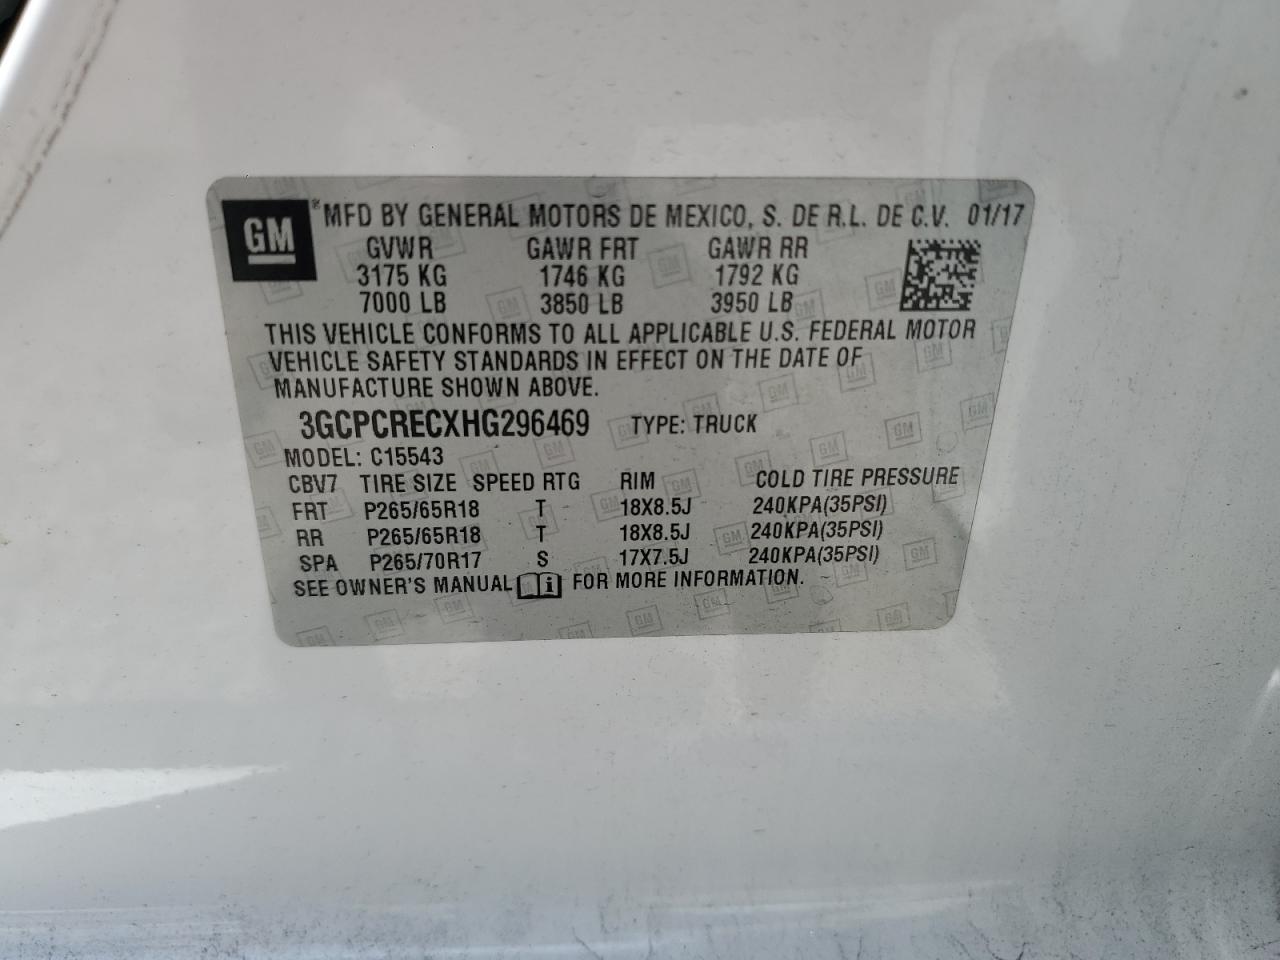 GM ® MFD BY GENERAL MOTORS DE MEXICO, S. DE R.L. DE C.V. 01/17
GVWR GAWR FRT GAWR RR
3175 KG 1746 KG 1792 KG
7000 LB 3850 LB 3950 LB
THIS VEHICLE CONFORMS TO ALL APPLICABLE U.S. FEDERAL MOTOR
VEHICLE SAFETY STANDARDS IN EFFECT ON THE DATE OF
MANUFACTURE SHOWN ABOVE.
3GCPCRECXHG296469 TYPE: TRUCK
MODEL: C15543
CBV7 TIRE SIZE SPEED RTG RIM COLD TIRE PRESSURE
FRT P265/65R18 T 18X8.5J 240KPA(35PSI)
RR P265/65R18 T 18X8.5J 240KPA(35PSI)
SPA P265/70R17 S 17X7.5J 240KPA(35PSI)
SEE OWNER'S MANUAL i FOR MORE INFORMATION.